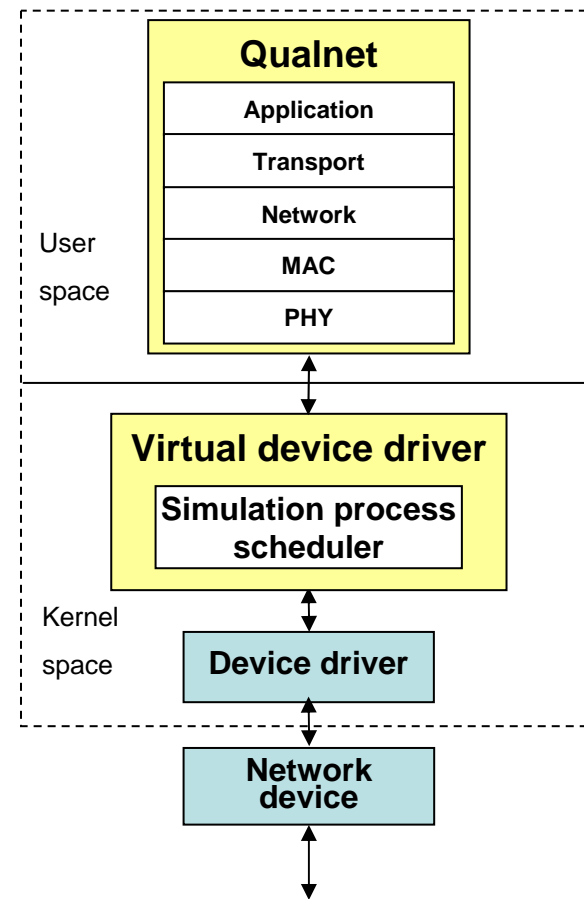 Qualnet
Application
Transport
Network
MAC
PHY
User
space
Virtual device driver
Simulation process
scheduler
Kernel
space
Device driver
Network
device